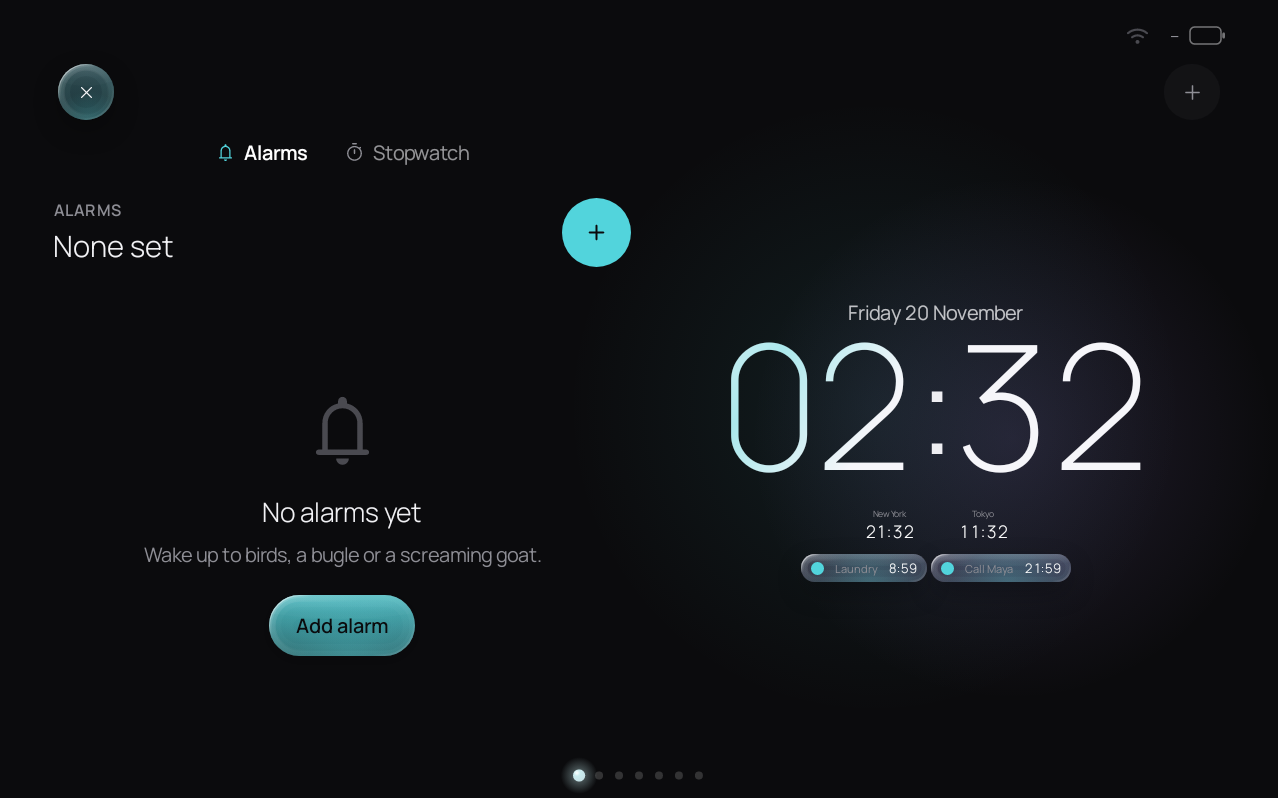 Alarms Stopwatch
ALARMS
None set
No alarms yet
Wake up to birds, a bugle or a screaming goat.
Add alarm
Friday 20 November
02:32
New York Tokyo
21:32 11:32
Laundry 8:59 Call Maya 21:59